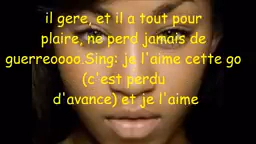 il gere, et il a tout pour
plaire, ne perd jamais de
guerreoooo.Sing: je l'aime cette go
(c'est perdu
d'avance) et je l'aime